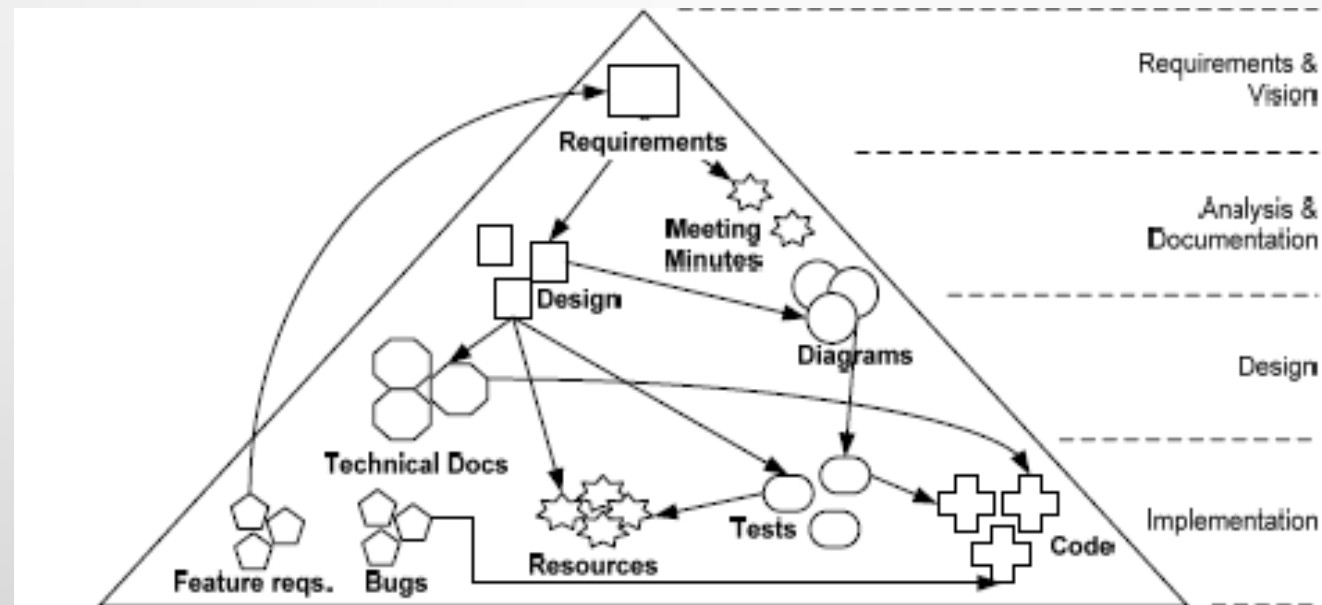 Requirements &
Vision
Requirements
Analysis &
Documentation
Meeting
Minutes
Design
Diagrams
Design
Technical Docs
Implementation
Tests
Code
Resources
Feature reqs.
Bugs